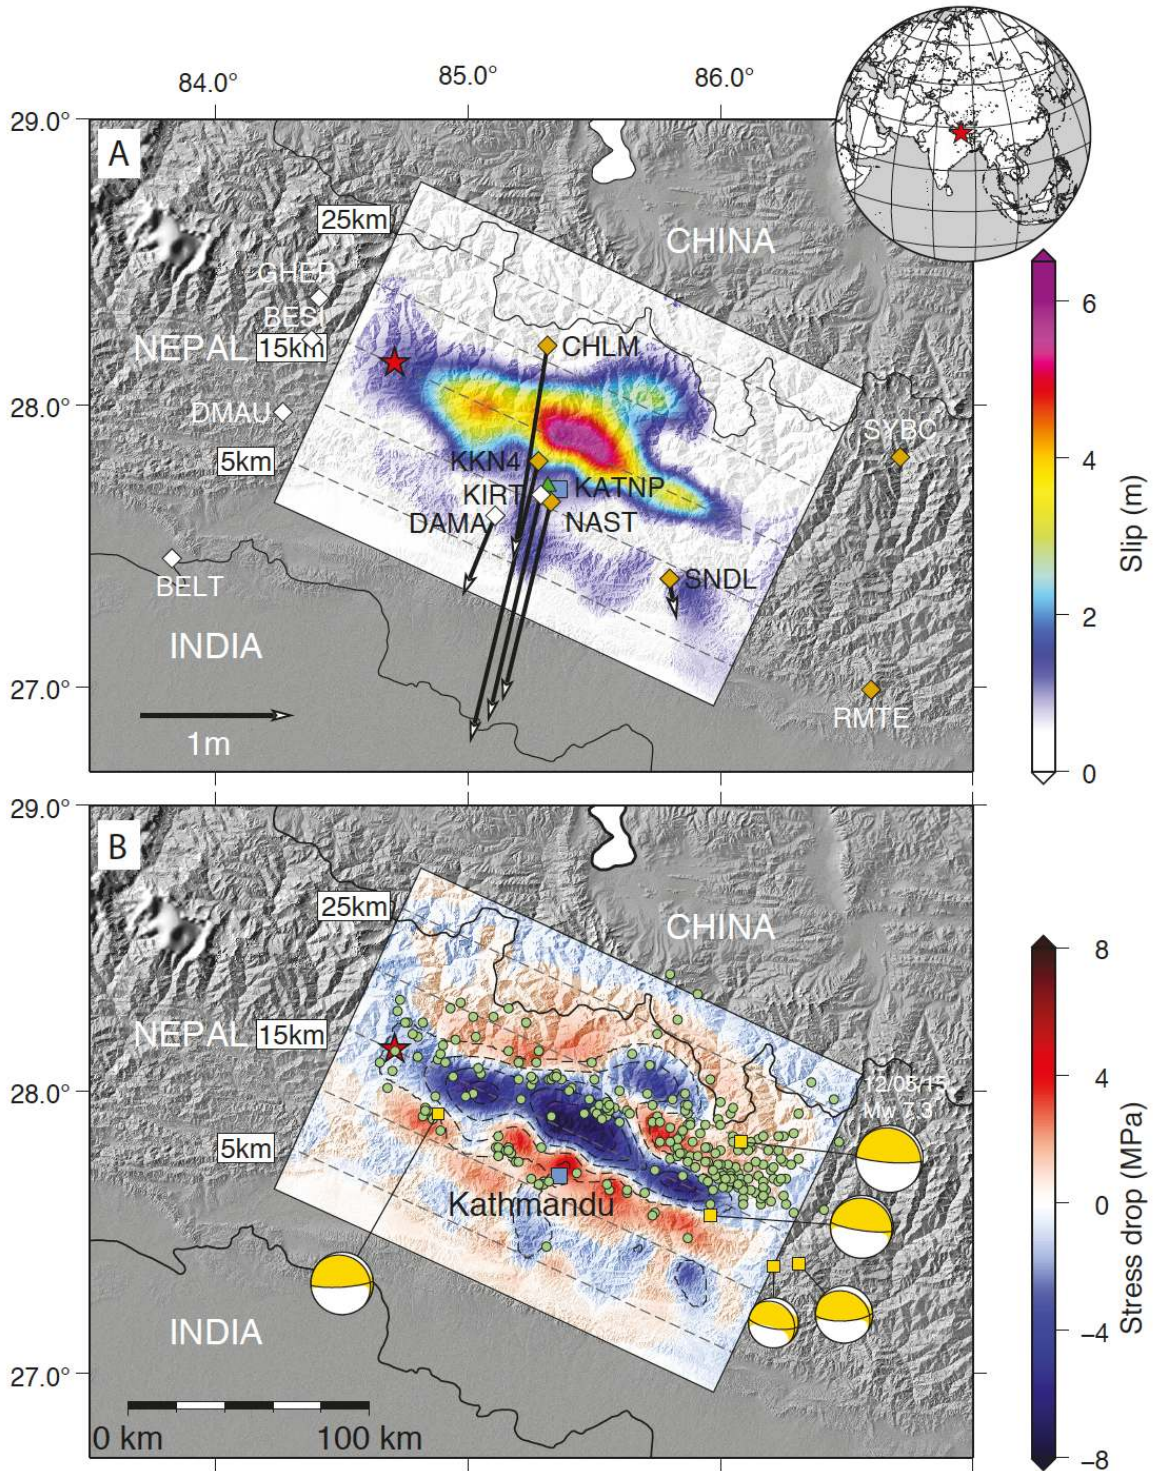 84.0°
85.0°
86.0°
29.0°
A
25km
CHINA
GHER
BESI
NEPAL
15km
CHLM
6
28.0°
DMAU
SYBC
5km
KKN4
4
KIRT
KATNP
DAMA
NAST
Slip (m)
BELT
SNDL
2
INDIA
27.0°
RMTE
1m
0
29.0°
B
25km
CHINA
8
NEPAL
15km
4
28.0°
12/05/15
Mw 7.3
5km
Kathmandu
0
Stress drop (MPa)
INDIA
−4
27.0°
0 km
100 km
−8